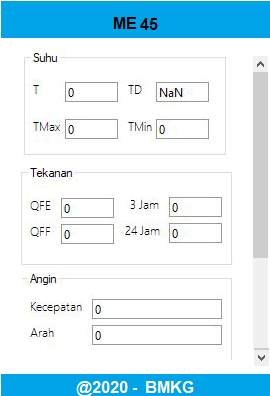 ME 45
Suhu
T 0 TD NaN
TMax 0 TMin 0
Tekanan
QFE 0 3 Jam 0
QFF 0 24 Jam 0
Angin
Kecepatan 0
Arah 0
@2020 - BMKG